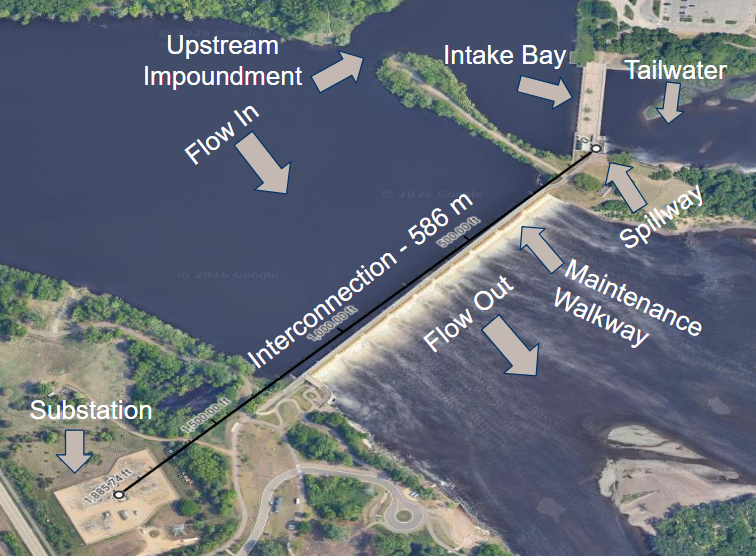 Upstream
Impoundment
Intake Bay
Tailwater
Flow In
© 2026 Google
Interconnection - 586 m
500.00 ft
Spillway
Maintenance
Walkway
Flow Out
© 2026 Google
1,000.00 ft
1,500.00 ft
Substation
1,885.74 ft